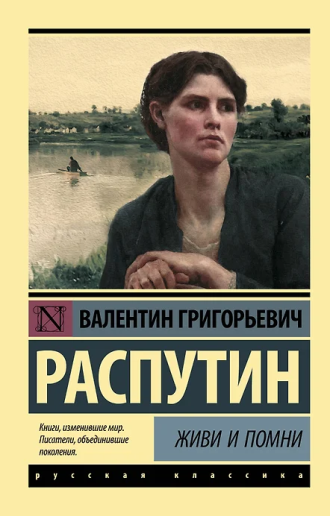 N
ВАЛЕНТИН ГРИГОРЬЕВИЧ
РАСПУТИН
Книги, изменившие мир.
Писатели, объединившие
поколения.
ЖИВИ И ПОМНИ
русская классика